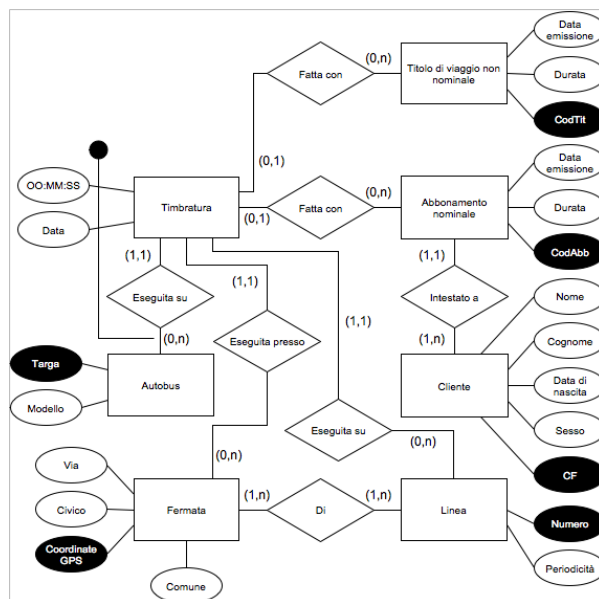 Data
emissione
(0,n)
Fatta con
Titolo di viaggio non
nominale
Durata
CodTit
(0,1)
Data
emissione
OO:MM:SS
Timbratura
(0,1)
Fatta con
(0,n)
Abbonamento
nominale
Durata
Data
CodAbb
(1,1)
(1,1)
(1,1)
Eseguita su
Intestato a
Nome
(1,1)
(0,n)
Eseguita presso
(1,n)
Cognome
Targa
Autobus
Cliente
Data di
nascita
Modello
Sesso
Eseguita su
(0,n)
Via
(0,n)
CF
Civico
Fermata
(1,n)
Di
(1,n)
Linea
Numero
Coordinate
GPS
Periodicità
Comune